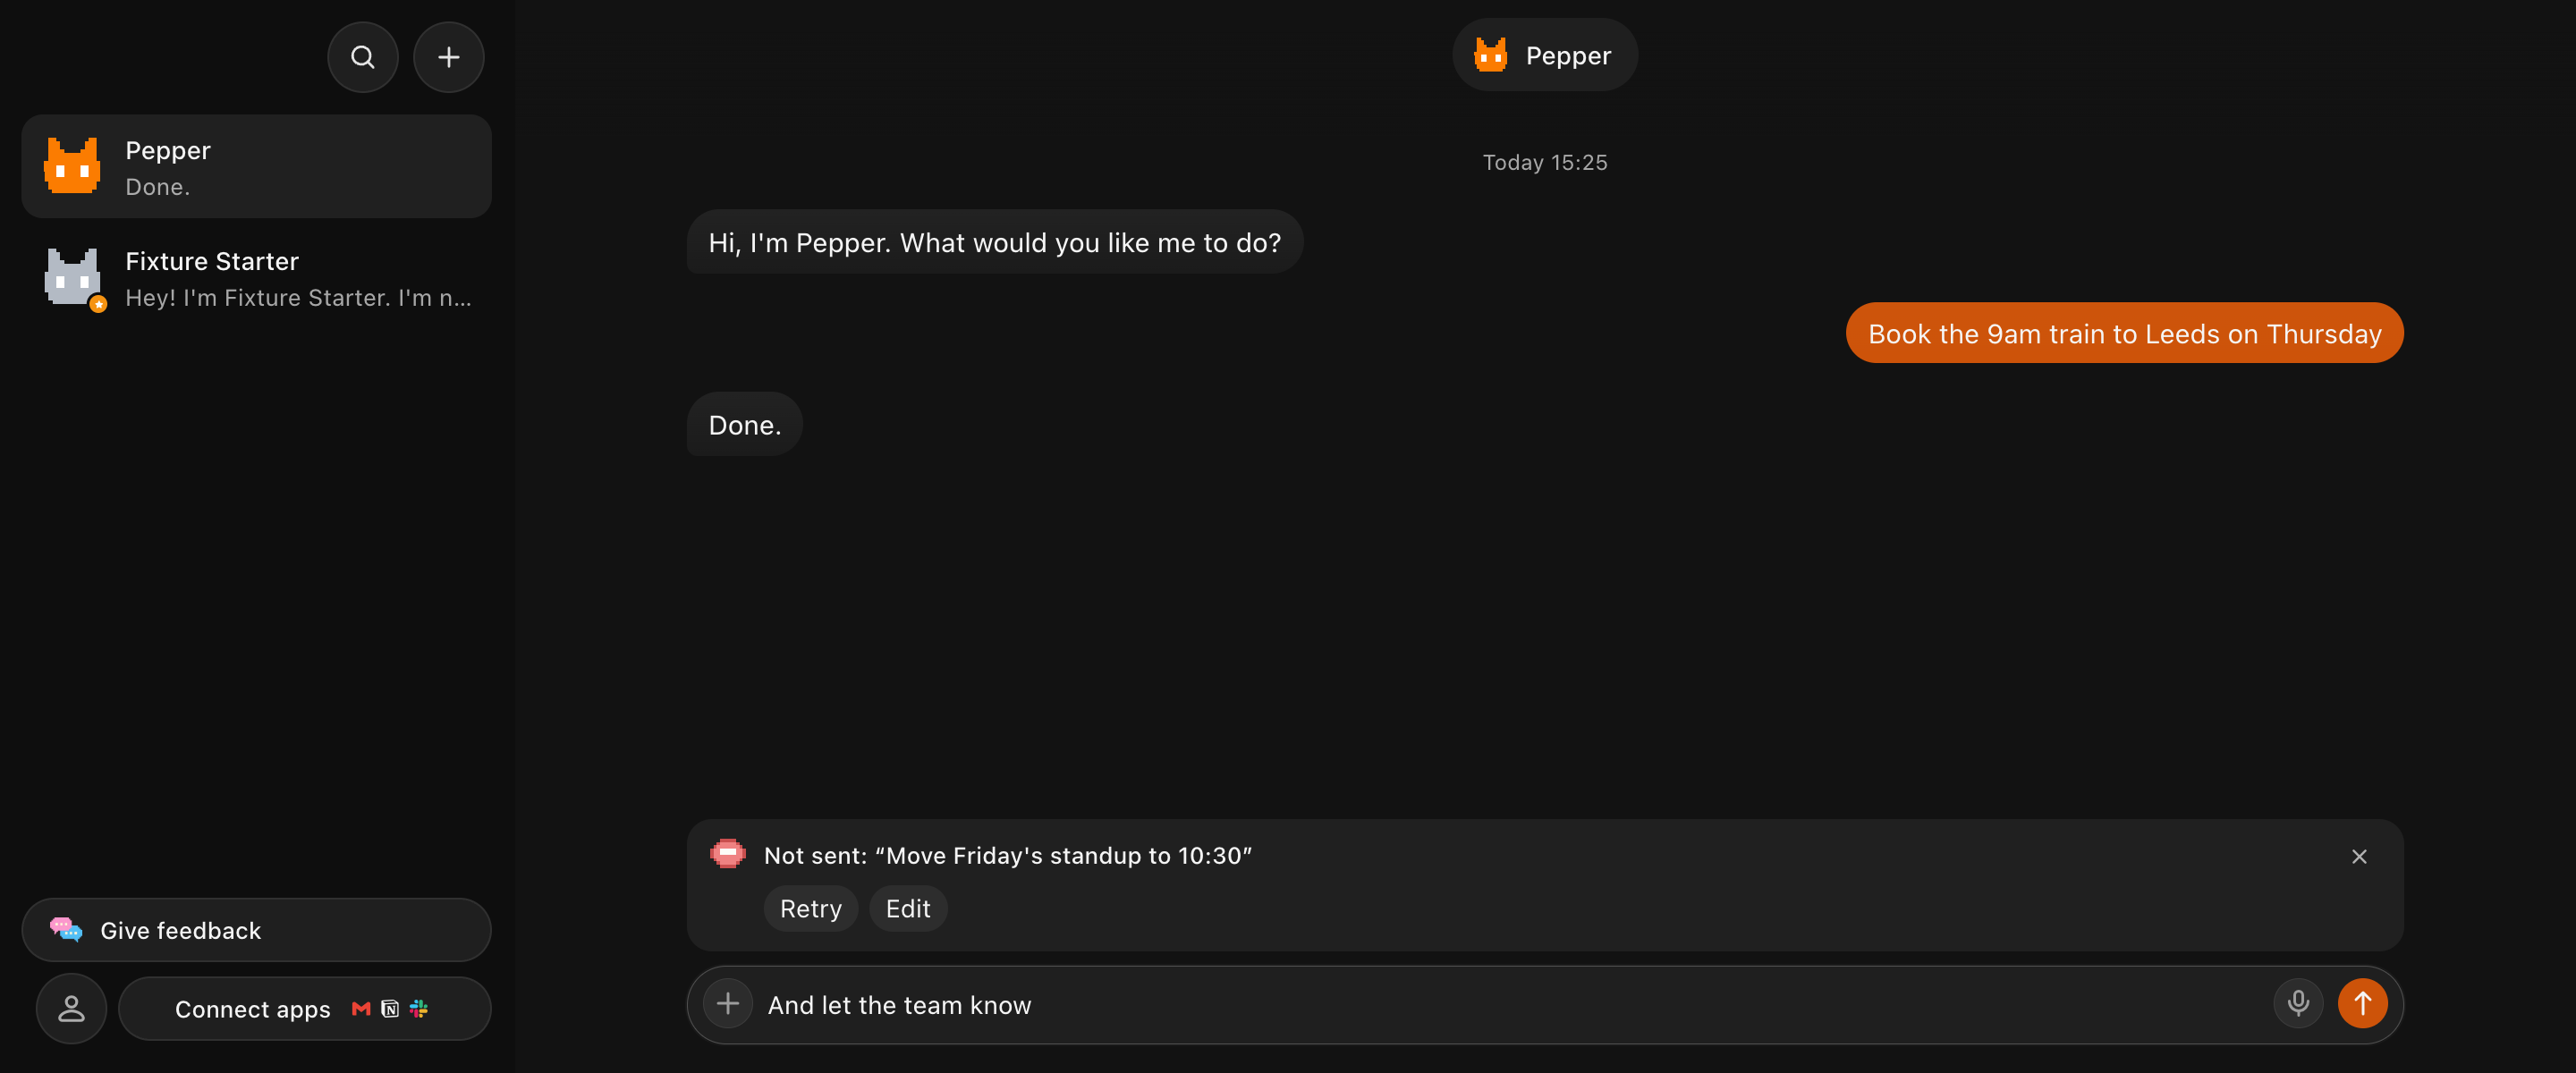 Pepper
Done.
Fixture Starter
Hey! I'm Fixture Starter. I'm n...
Give feedback
Connect apps
Pepper
Today 15:25
Hi, I'm Pepper. What would you like me to do?
Book the 9am train to Leeds on Thursday
Done.
Not sent: “Move Friday's standup to 10:30”
Retry Edit
And let the team know